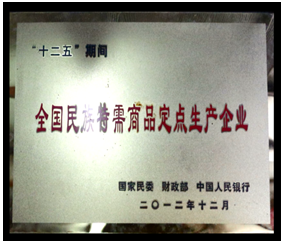 “十二五”期间
全国民族特需商品定点生产企业
国家民委 财政部 中国人民银行
二〇一二年十二月